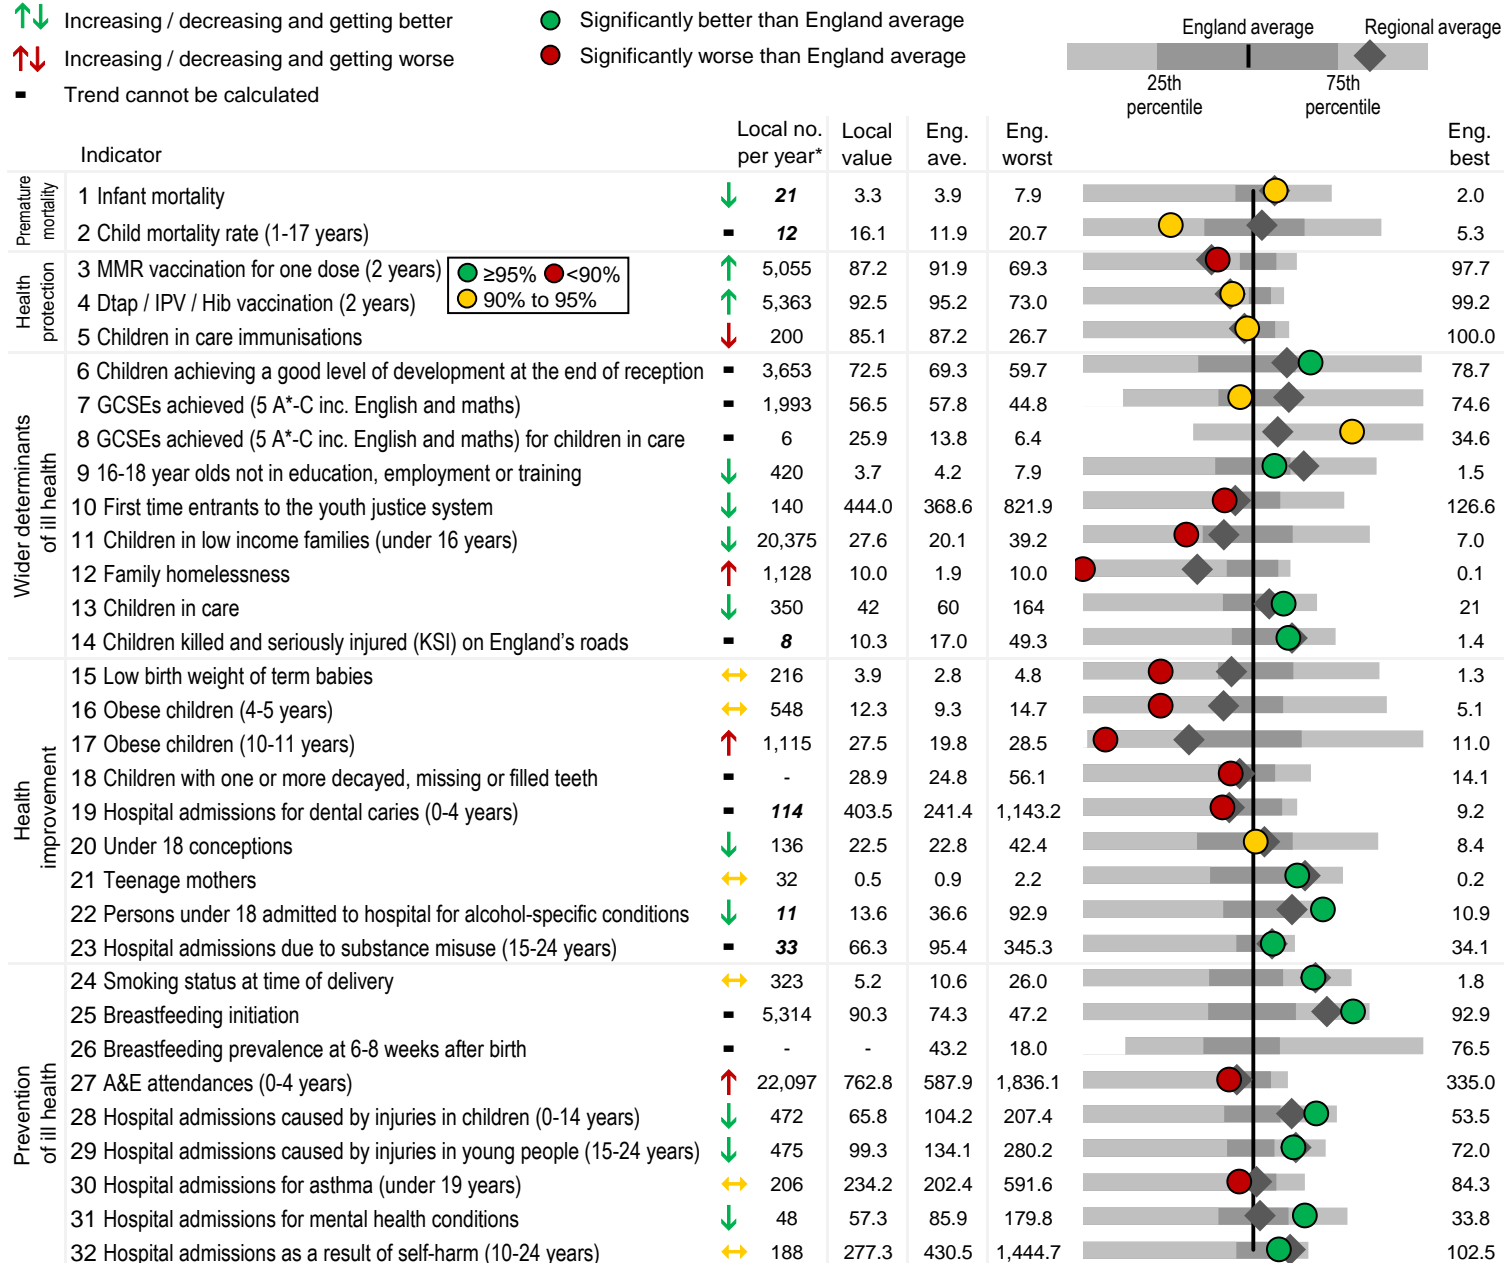 ↑↓ Increasing / decreasing and getting better
Significantly better than England average
England average
Regional average
↑↓ Increasing / decreasing and getting worse
Significantly worse than England average
25th percentile
75th percentile
- Trend cannot be calculated
Indicator
Local no. per year*
Local value
Eng. ave.
Eng. worst
Eng. best
Premature mortality
1 Infant mortality ↓ 21 3.3 3.9 7.9 2.0
2 Child mortality rate (1-17 years) - 12 16.1 11.9 20.7 5.3
Health protection
3 MMR vaccination for one dose (2 years) ↑ 5,055 87.2 91.9 69.3 97.7
≥95% <90%
90% to 95%
4 Dtap / IPV / Hib vaccination (2 years) ↑ 5,363 92.5 95.2 73.0 99.2
5 Children in care immunisations ↓ 200 85.1 87.2 26.7 100.0
Wider determinants of ill health
6 Children achieving a good level of development at the end of reception - 3,653 72.5 69.3 59.7 78.7
7 GCSEs achieved (5 A*-C inc. English and maths) - 1,993 56.5 57.8 44.8 74.6
8 GCSEs achieved (5 A*-C inc. English and maths) for children in care - 6 25.9 13.8 6.4 34.6
9 16-18 year olds not in education, employment or training ↓ 420 3.7 4.2 7.9 1.5
10 First time entrants to the youth justice system ↓ 140 444.0 368.6 821.9 126.6
11 Children in low income families (under 16 years) ↓ 20,375 27.6 20.1 39.2 7.0
12 Family homelessness ↑ 1,128 10.0 1.9 10.0 0.1
13 Children in care ↓ 350 42 60 164 21
14 Children killed and seriously injured (KSI) on England's roads - 8 10.3 17.0 49.3 1.4
Health improvement
15 Low birth weight of term babies ↔ 216 3.9 2.8 4.8 1.3
16 Obese children (4-5 years) ↔ 548 12.3 9.3 14.7 5.1
17 Obese children (10-11 years) ↑ 1,115 27.5 19.8 28.5 11.0
18 Children with one or more decayed, missing or filled teeth - - 28.9 24.8 56.1 14.1
19 Hospital admissions for dental caries (0-4 years) - 114 403.5 241.4 1,143.2 9.2
20 Under 18 conceptions ↓ 136 22.5 22.8 42.4 8.4
21 Teenage mothers ↔ 32 0.5 0.9 2.2 0.2
22 Persons under 18 admitted to hospital for alcohol-specific conditions ↓ 11 13.6 36.6 92.9 10.9
23 Hospital admissions due to substance misuse (15-24 years) - 33 66.3 95.4 345.3 34.1
Prevention of ill health
24 Smoking status at time of delivery ↔ 323 5.2 10.6 26.0 1.8
25 Breastfeeding initiation - 5,314 90.3 74.3 47.2 92.9
26 Breastfeeding prevalence at 6-8 weeks after birth - - - 43.2 18.0 76.5
27 A&E attendances (0-4 years) ↑ 22,097 762.8 587.9 1,836.1 335.0
28 Hospital admissions caused by injuries in children (0-14 years) ↓ 472 65.8 104.2 207.4 53.5
29 Hospital admissions caused by injuries in young people (15-24 years) ↓ 475 99.3 134.1 280.2 72.0
30 Hospital admissions for asthma (under 19 years) ↔ 206 234.2 202.4 591.6 84.3
31 Hospital admissions for mental health conditions ↓ 48 57.3 85.9 179.8 33.8
32 Hospital admissions as a result of self-harm (10-24 years) ↔ 188 277.3 430.5 1,444.7 102.5